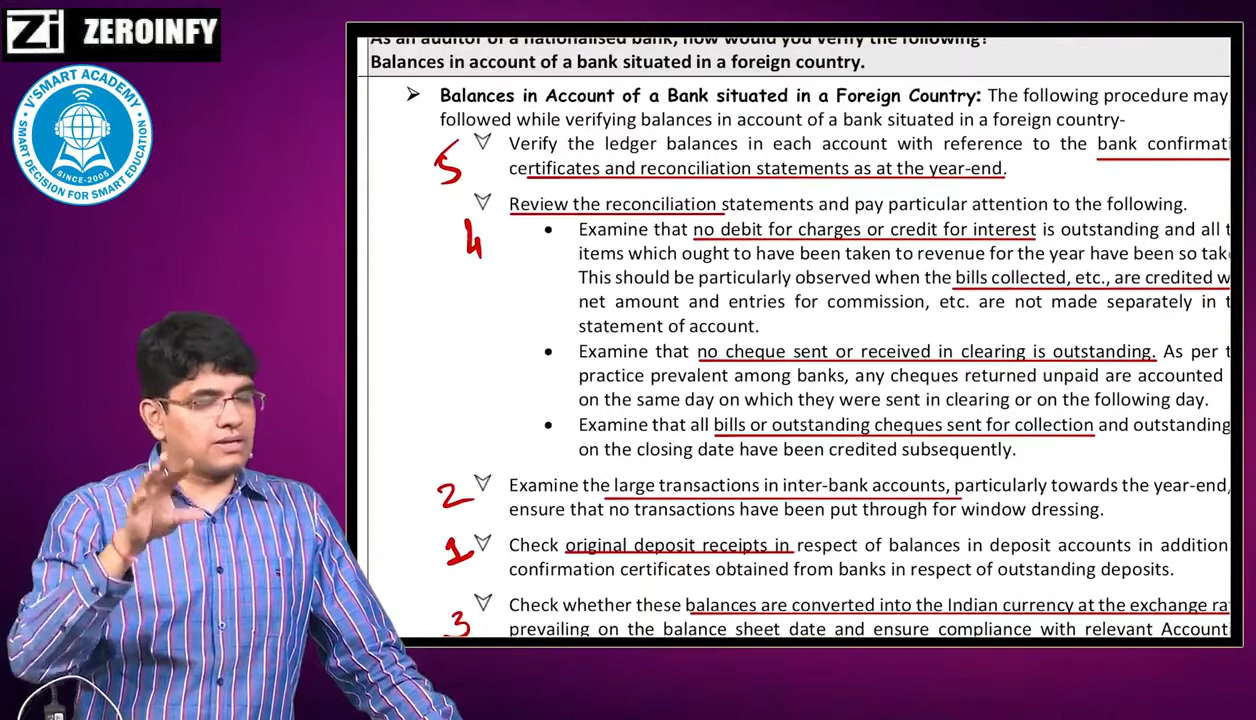 Zi ZEROINFY
V'SMART ACADEMY
SINCE-2005
SMART DECISION FOR SMART EDUCATION
As an auditor of a nationalised bank, how would you verify the following?
Balances in account of a bank situated in a foreign country.
➤ Balances in Account of a Bank situated in a Foreign Country: The following procedure may
followed while verifying balances in account of a bank situated in a foreign country-
5 Verify the ledger balances in each account with reference to the bank confirmati
certificates and reconciliation statements as at the year-end.
Review the reconciliation statements and pay particular attention to the following.
4
• Examine that no debit for charges or credit for interest is outstanding and all t
items which ought to have been taken to revenue for the year have been so tak
This should be particularly observed when the bills collected, etc., are credited w
net amount and entries for commission, etc. are not made separately in t
statement of account.
• Examine that no cheque sent or received in clearing is outstanding. As per t
practice prevalent among banks, any cheques returned unpaid are accounted
on the same day on which they were sent in clearing or on the following day.
• Examine that all bills or outstanding cheques sent for collection and outstanding
on the closing date have been credited subsequently.
2 Examine the large transactions in inter-bank accounts, particularly towards the year-end,
ensure that no transactions have been put through for window dressing.
1 Check original deposit receipts in respect of balances in deposit accounts in addition
confirmation certificates obtained from banks in respect of outstanding deposits.
3 Check whether these balances are converted into the Indian currency at the exchange ra
prevailing on the balance sheet date and ensure compliance with relevant Account